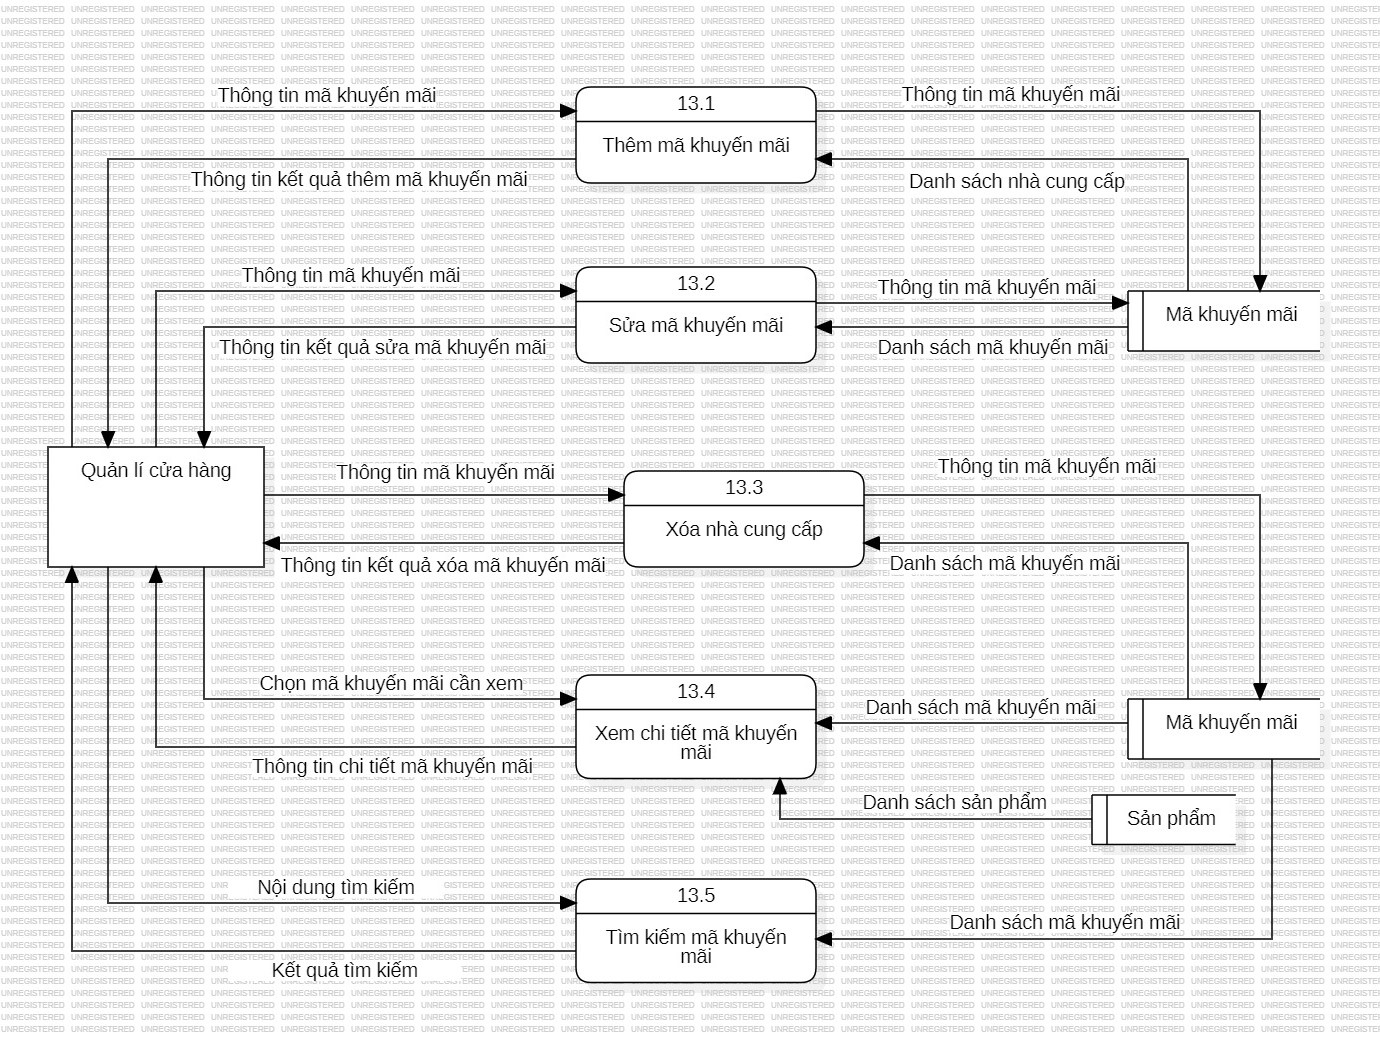 Thông tin mã khuyến mãi
13.1
Thông tin mã khuyến mãi
Thêm mã khuyến mãi
Thông tin kết quả thêm mã khuyến mãi
Danh sách nhà cung cấp
Thông tin mã khuyến mãi
13.2
Thông tin mã khuyến mãi
Sửa mã khuyến mãi
Mã khuyến mãi
Thông tin kết quả sửa mã khuyến mãi
Danh sách mã khuyến mãi
Quản lí cửa hàng
Thông tin mã khuyến mãi
13.3
Thông tin mã khuyến mãi
Xóa nhà cung cấp
Thông tin kết quả xóa mã khuyến mãi
Danh sách mã khuyến mãi
Chọn mã khuyến mãi cần xem
13.4
Danh sách mã khuyến mãi
Mã khuyến mãi
Xem chi tiết mã khuyến
mãi
Thông tin chi tiết mã khuyến mãi
Danh sách sản phẩm
Sản phẩm
Nội dung tìm kiếm
13.5
Danh sách mã khuyến mãi
Tìm kiếm mã khuyến
mãi
Kết quả tìm kiếm
UNREGISTERED